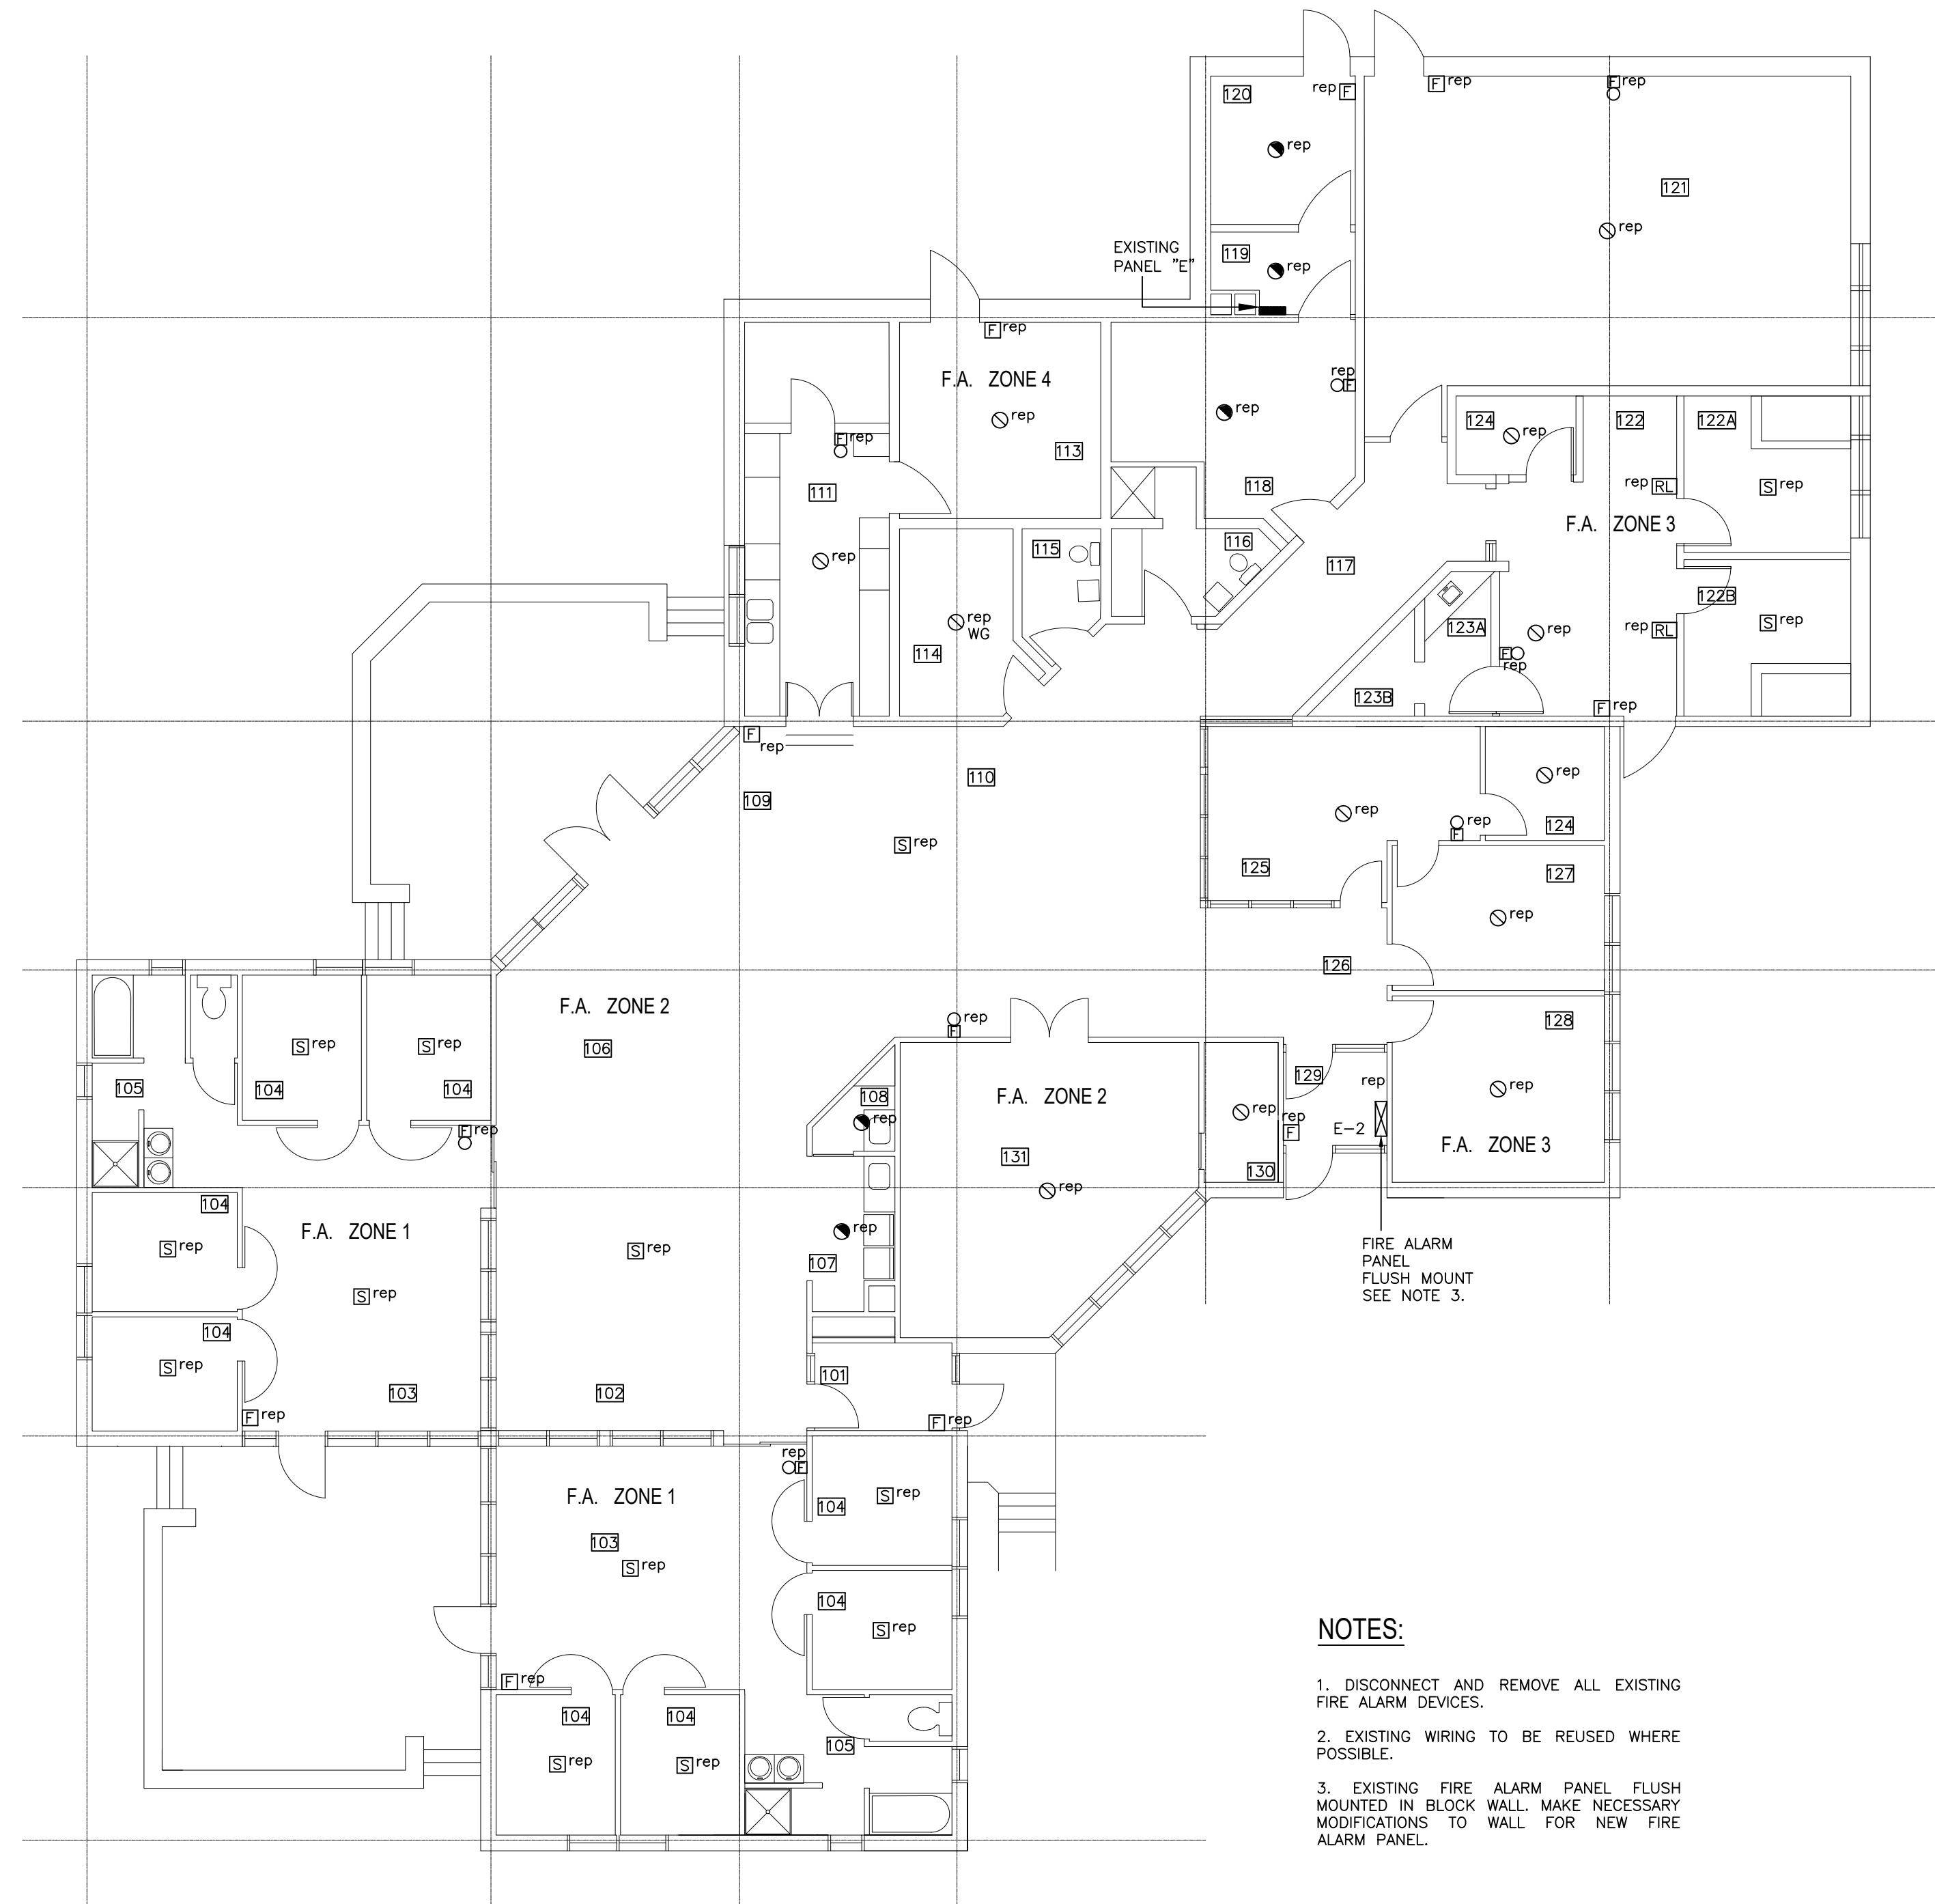 F rep
rep F
F rep
120
rep
121
rep
EXISTING
PANEL "E"
119
rep
F rep
F.A. ZONE 4
rep
F
rep
rep
113
F rep
111
118
124
rep
122
122A
rep RL
S rep
F.A. ZONE 3
rep
115
116
117
122B
rep
WG
114
123A
rep
rep RL
S rep
F
rep
123B
F rep
F
rep
109
110
rep
rep
124
rep
F
125
S rep
127
rep
126
F.A. ZONE 2
106
rep
F
128
S rep
S rep
104
104
105
F rep
108
rep
F.A. ZONE 2
129
rep
rep
rep
F
E-2
rep
F.A. ZONE 3
131
130
rep
104
F.A. ZONE 1
S rep
S rep
rep
107
FIRE ALARM
PANEL
FLUSH MOUNT
SEE NOTE 3.
S rep
104
S rep
103
102
101
F rep
F rep
rep
F
F.A. ZONE 1
S rep
104
103
S rep
104
S rep
F rep
104
104
105
S rep
S rep
NOTES:
1. DISCONNECT AND REMOVE ALL EXISTING
FIRE ALARM DEVICES.
2. EXISTING WIRING TO BE REUSED WHERE
POSSIBLE.
3. EXISTING FIRE ALARM PANEL FLUSH
MOUNTED IN BLOCK WALL. MAKE NECESSARY
MODIFICATIONS TO WALL FOR NEW FIRE
ALARM PANEL.